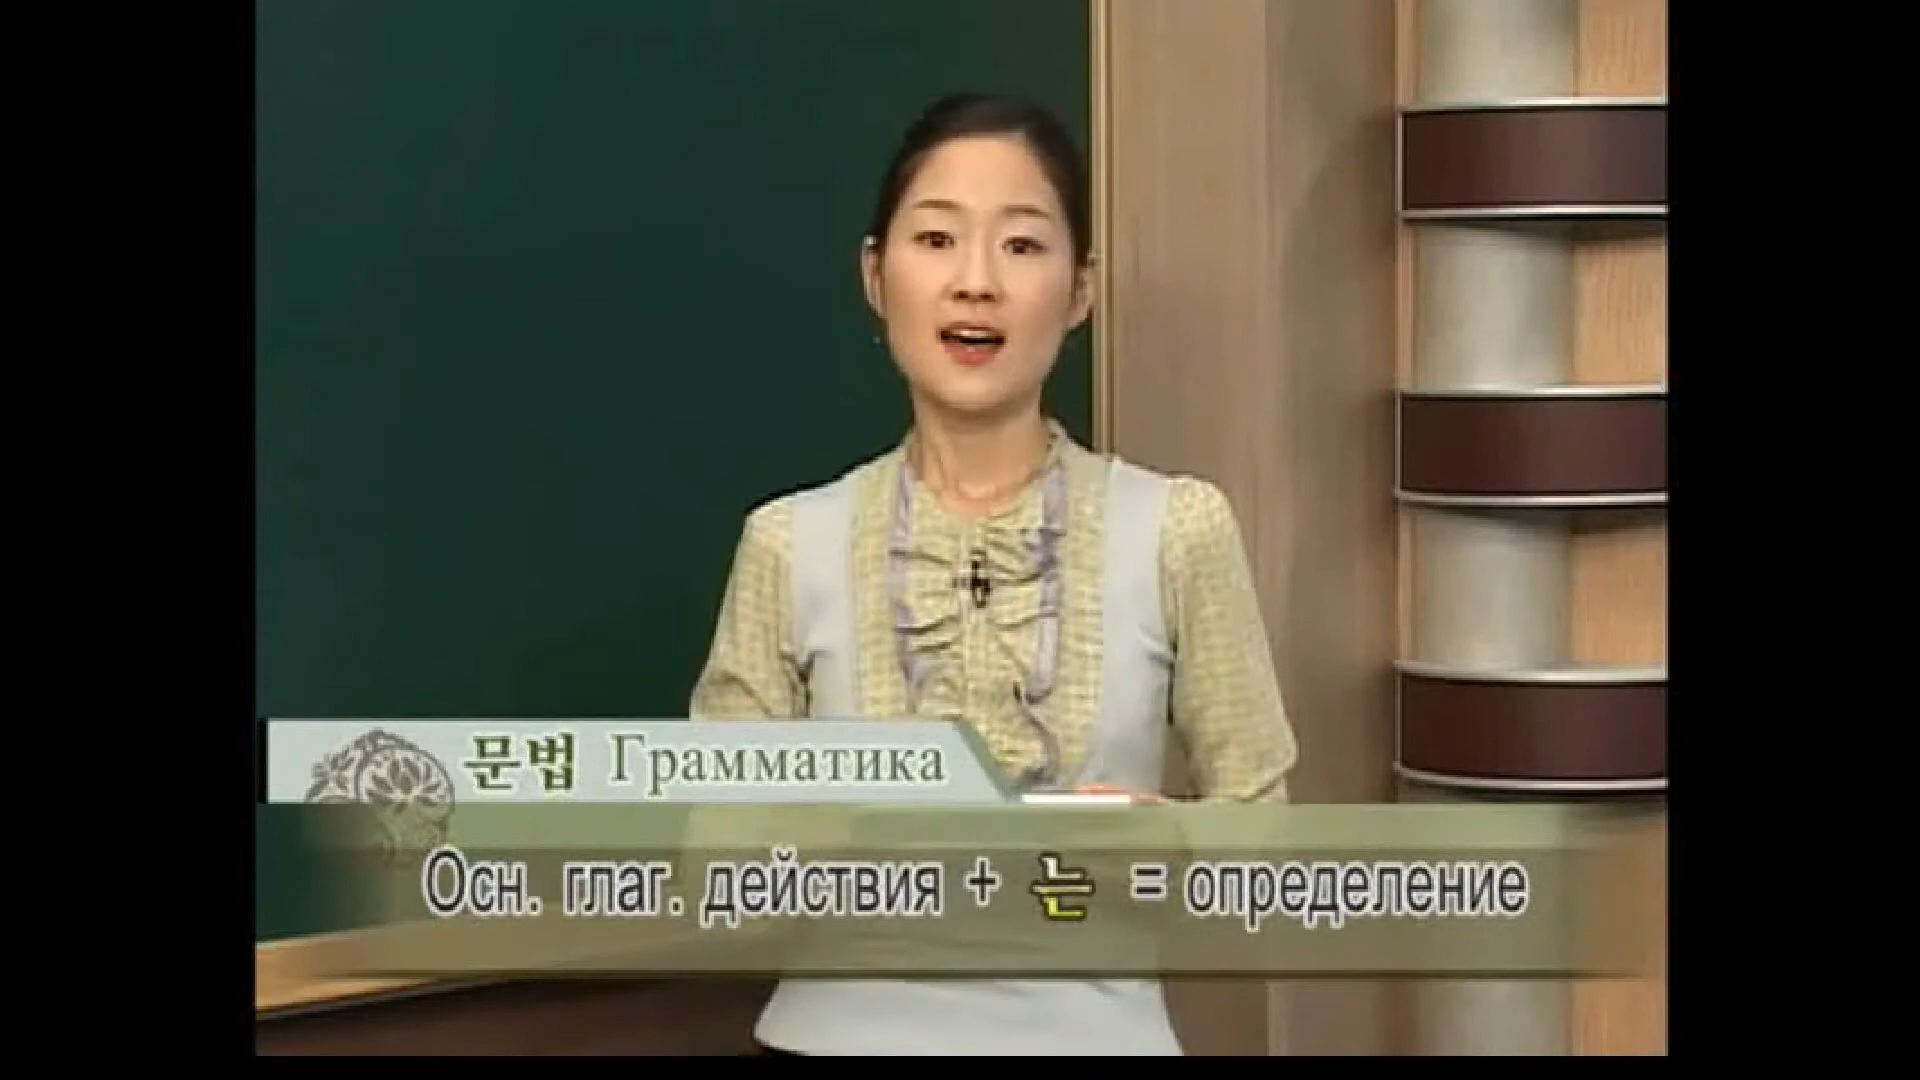 문법 Грамматика
Осн. глаг. действия + 는 = определение